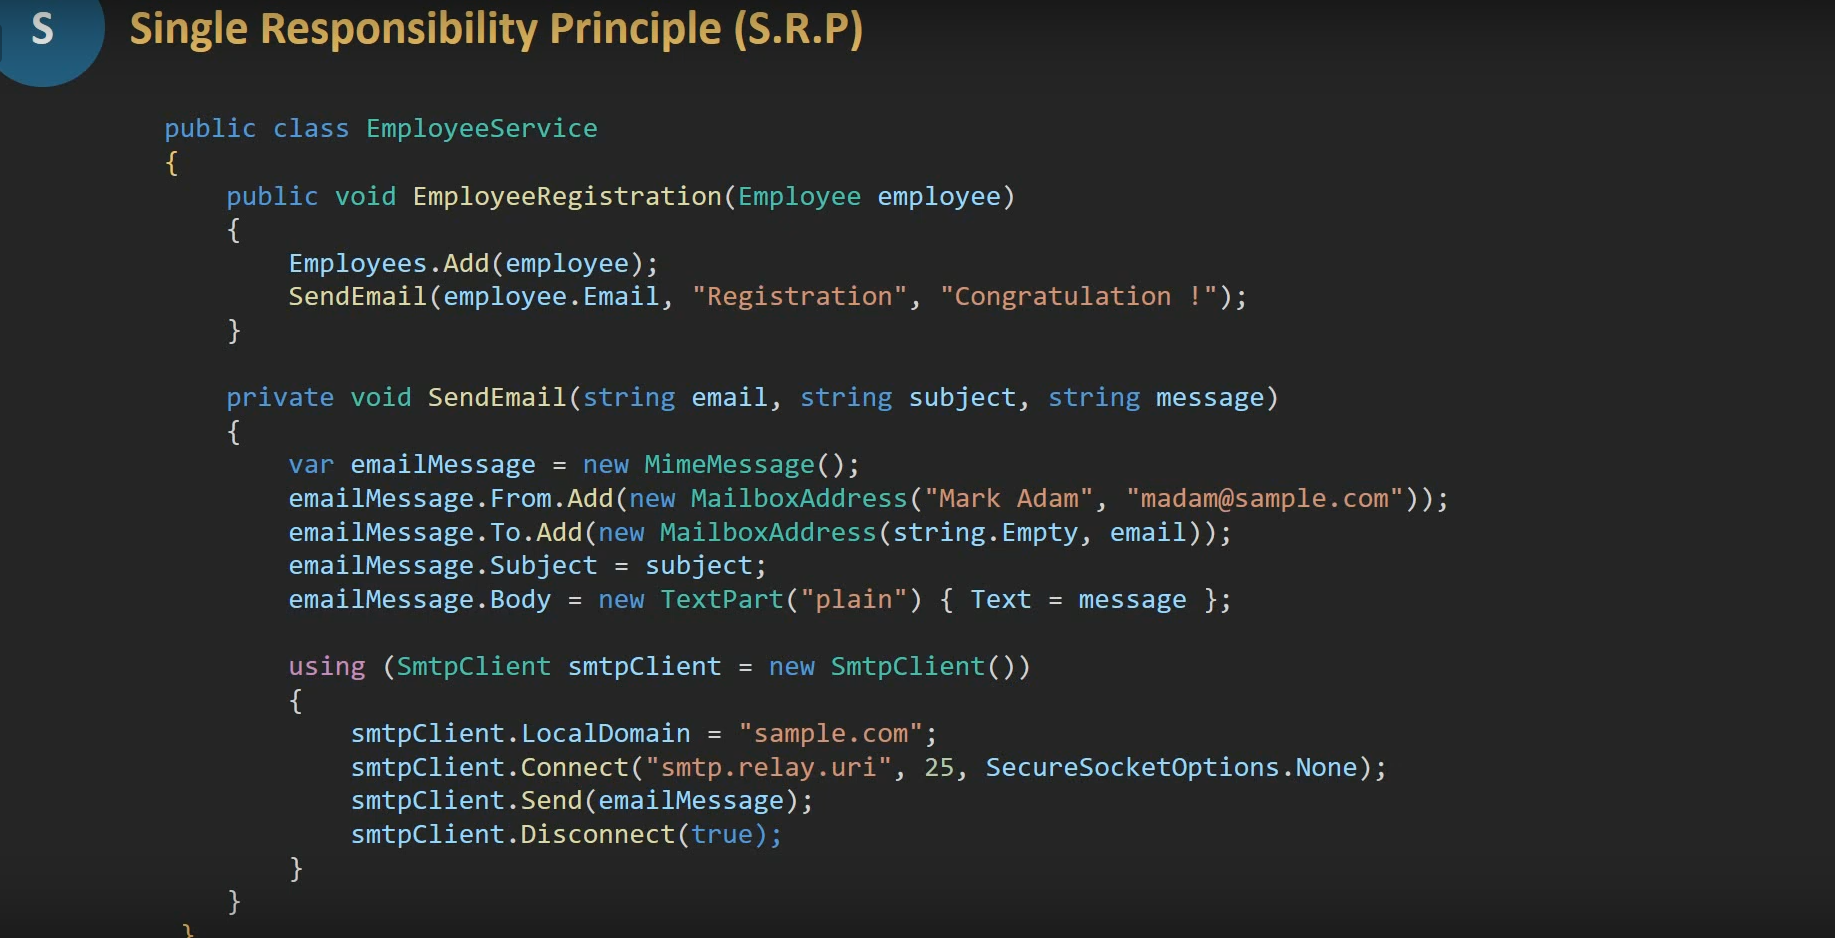 S
Single Responsibility Principle (S.R.P)
public class EmployeeService
{
    public void EmployeeRegistration(Employee employee)
    {
        Employees.Add(employee);
        SendEmail(employee.Email, "Registration", "Congratulation !");
    }
    private void SendEmail(string email, string subject, string message)
    {
        var emailMessage = new MimeMessage();
        emailMessage.From.Add(new MailboxAddress("Mark Adam", "madam@sample.com"));
        emailMessage.To.Add(new MailboxAddress(string.Empty, email));
        emailMessage.Subject = subject;
        emailMessage.Body = new TextPart("plain") { Text = message };
        using (SmtpClient smtpClient = new SmtpClient())
        {
            smtpClient.LocalDomain = "sample.com";
            smtpClient.Connect("smtp.relay.uri", 25, SecureSocketOptions.None);
            smtpClient.Send(emailMessage);
            smtpClient.Disconnect(true);
        }
    }
}